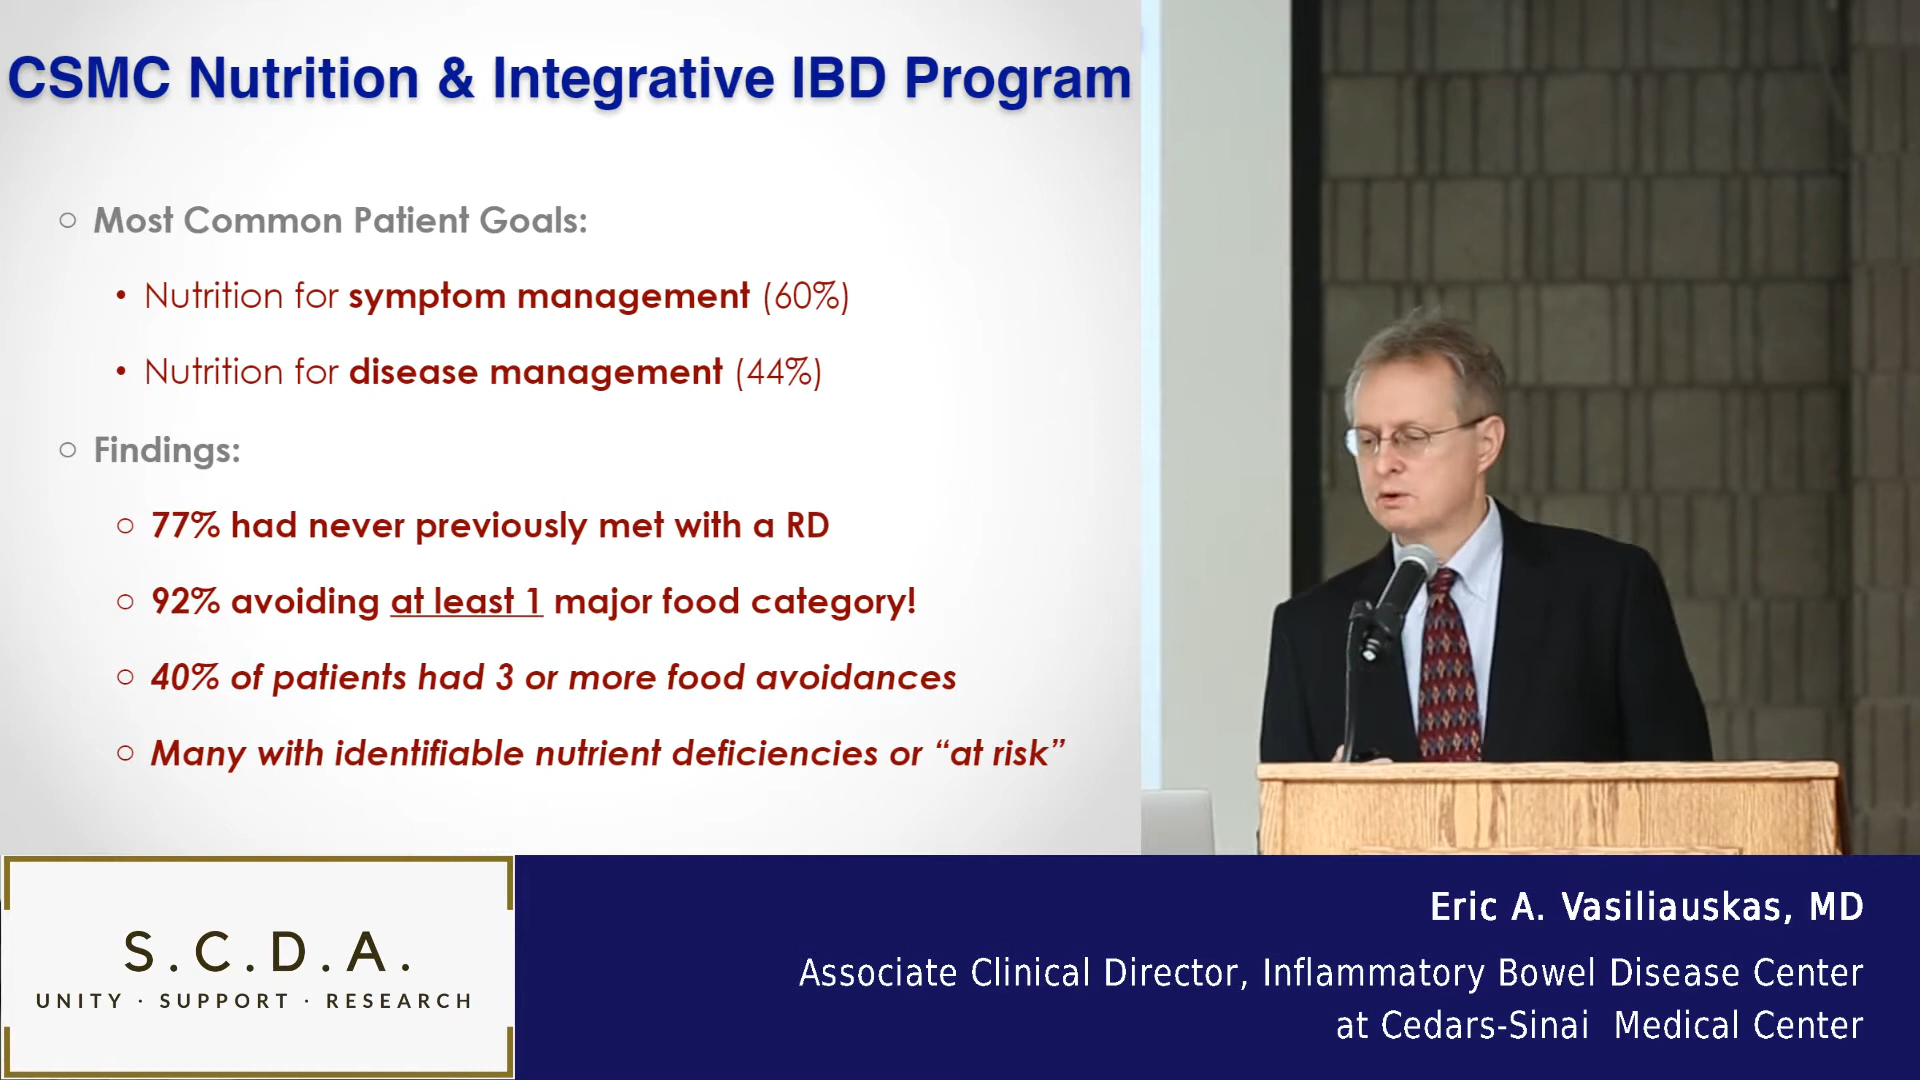 CSMC Nutrition & Integrative IBD Program
Most Common Patient Goals:
Nutrition for symptom management (60%)
Nutrition for disease management (44%)
Findings:
77% had never previously met with a RD
92% avoiding at least 1 major food category!
40% of patients had 3 or more food avoidances
Many with identifiable nutrient deficiencies or “at risk”
S.C.D.A.
UNITY · SUPPORT · RESEARCH
Eric A. Vasiliauskas, MD
Associate Clinical Director, Inflammatory Bowel Disease Center
at Cedars-Sinai Medical Center